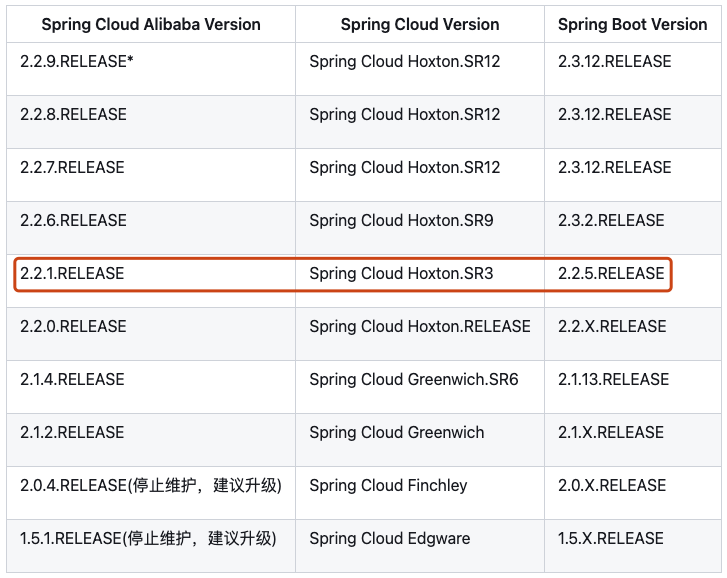 Spring Cloud Alibaba Version Spring Cloud Version Spring Boot Version
2.2.9.RELEASE* Spring Cloud Hoxton.SR12 2.3.12.RELEASE
2.2.8.RELEASE Spring Cloud Hoxton.SR12 2.3.12.RELEASE
2.2.7.RELEASE Spring Cloud Hoxton.SR12 2.3.12.RELEASE
2.2.6.RELEASE Spring Cloud Hoxton.SR9 2.3.2.RELEASE
2.2.1.RELEASE Spring Cloud Hoxton.SR3 2.2.5.RELEASE
2.2.0.RELEASE Spring Cloud Hoxton.RELEASE 2.2.X.RELEASE
2.1.4.RELEASE Spring Cloud Greenwich.SR6 2.1.13.RELEASE
2.1.2.RELEASE Spring Cloud Greenwich 2.1.X.RELEASE
2.0.4.RELEASE(停止维护，建议升级) Spring Cloud Finchley 2.0.X.RELEASE
1.5.1.RELEASE(停止维护，建议升级) Spring Cloud Edgware 1.5.X.RELEASE